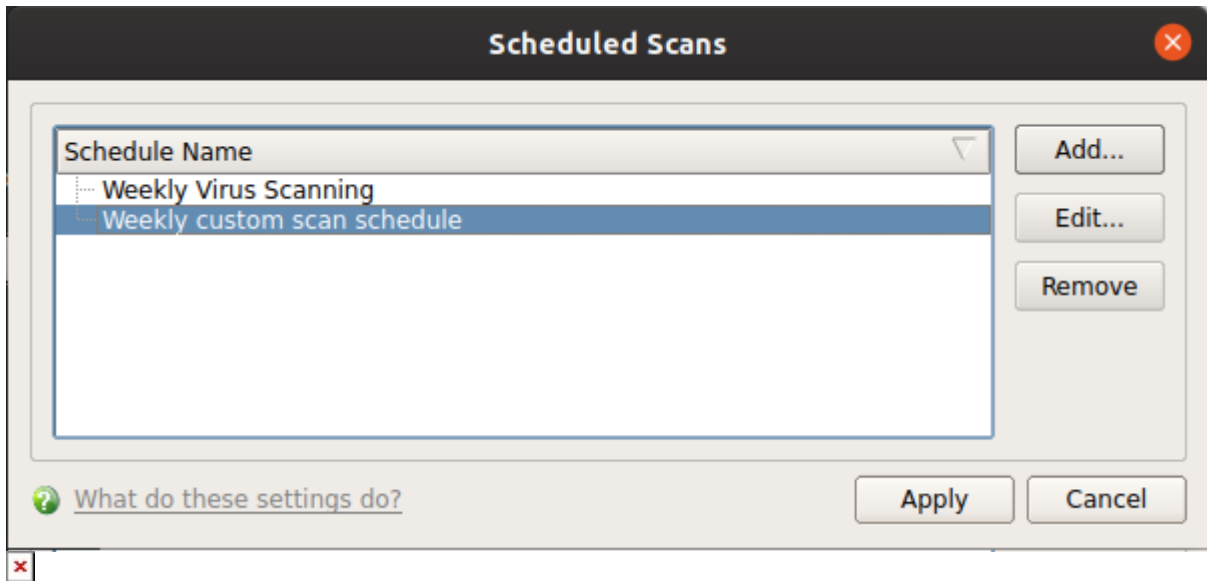 Scheduled Scans
Schedule Name
Weekly Virus Scanning
Weekly custom scan schedule
Add...
Edit...
Remove
What do these settings do?
Apply
Cancel